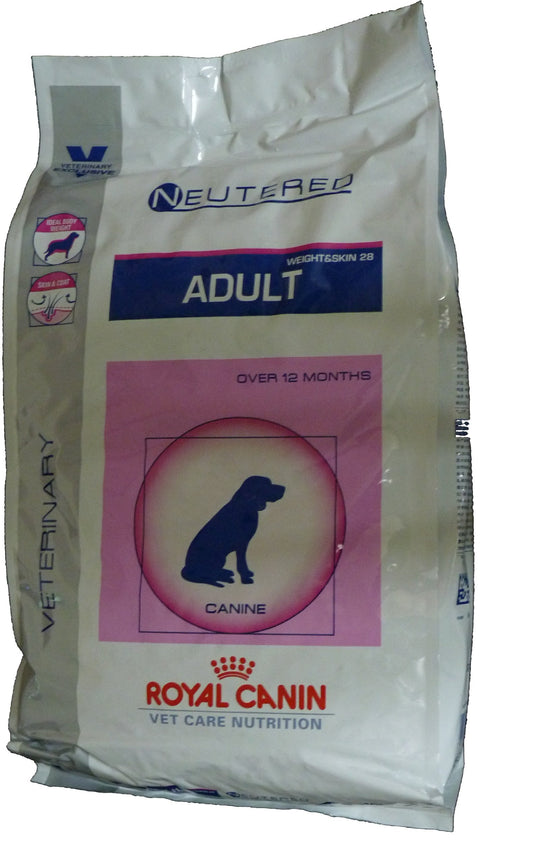 VETERINARY
EXCLUSIVE
NEUTERED
IDEAL BODY
WEIGHT
WEIGHT&SKIN 28
ADULT
SKIN & COAT
OVER 12 MONTHS
VETERINARY
CANINE
ROYAL CANIN
VET CARE NUTRITION
NEUTERED